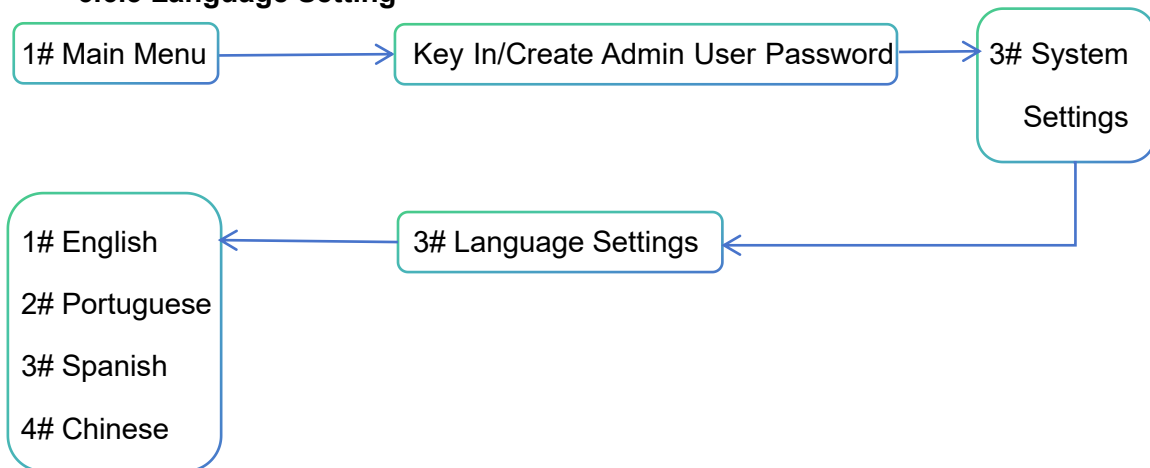 Language Setting
1# Main Menu
Key In/Create Admin User Password
3# System
Settings
3# Language Settings
1# English
2# Portuguese
3# Spanish
4# Chinese